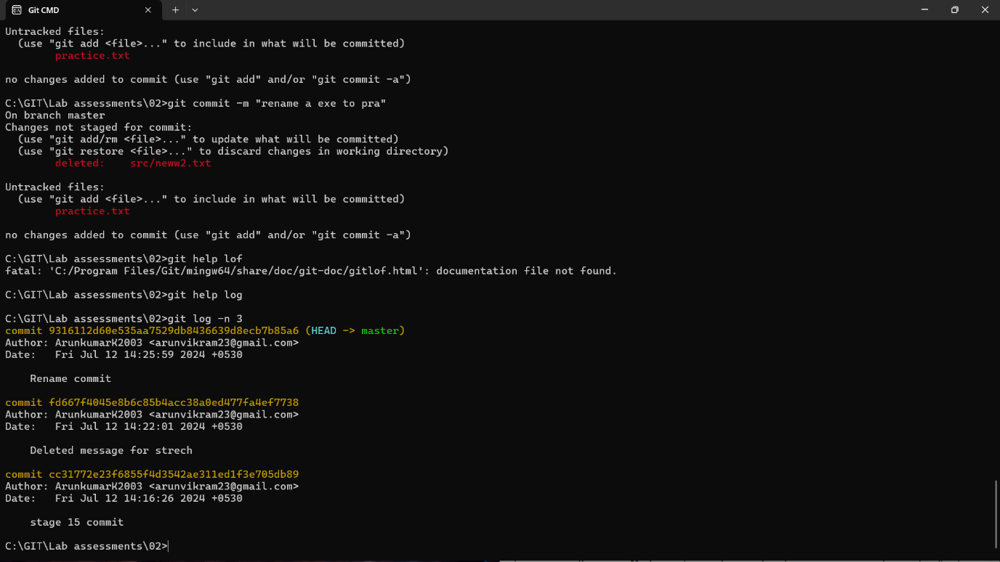 Git CMD
Untracked files:
  (use "git add <file>..." to include in what will be committed)
        practice.txt
no changes added to commit (use "git add" and/or "git commit -a")
C:\GIT\Lab assessments\02>git commit -m "rename a exe to pra"
On branch master
Changes not staged for commit:
  (use "git add/rm <file>..." to update what will be committed)
  (use "git restore <file>..." to discard changes in working directory)
        deleted:    src/neww2.txt
Untracked files:
  (use "git add <file>..." to include in what will be committed)
        practice.txt
no changes added to commit (use "git add" and/or "git commit -a")
C:\GIT\Lab assessments\02>git help lof
fatal: 'C:/Program Files/Git/mingw64/share/doc/git-doc/gitlof.html': documentation file not found.
C:\GIT\Lab assessments\02>git help log
C:\GIT\Lab assessments\02>git log -n 3
commit 9316112d60e535aa7529db8436639d8ecb7b85a6 (HEAD -> master)
Author: ArunkumarK2003 <arunvikram23@gmail.com>
Date:   Fri Jul 12 14:25:59 2024 +0530
    Rename commit
commit fd667f4045e8b6c85b4acc38a0ed477fa4ef7738
Author: ArunkumarK2003 <arunvikram23@gmail.com>
Date:   Fri Jul 12 14:22:01 2024 +0530
    Deleted message for strech
commit cc31772e23f6855f4d3542ae311ed1f3e705db89
Author: ArunkumarK2003 <arunvikram23@gmail.com>
Date:   Fri Jul 12 14:16:26 2024 +0530
    stage 15 commit
C:\GIT\Lab assessments\02>